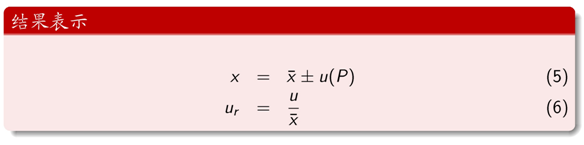 结果表示
x = x̄ ± u(P) (5)
u_r = u/x̄ (6)